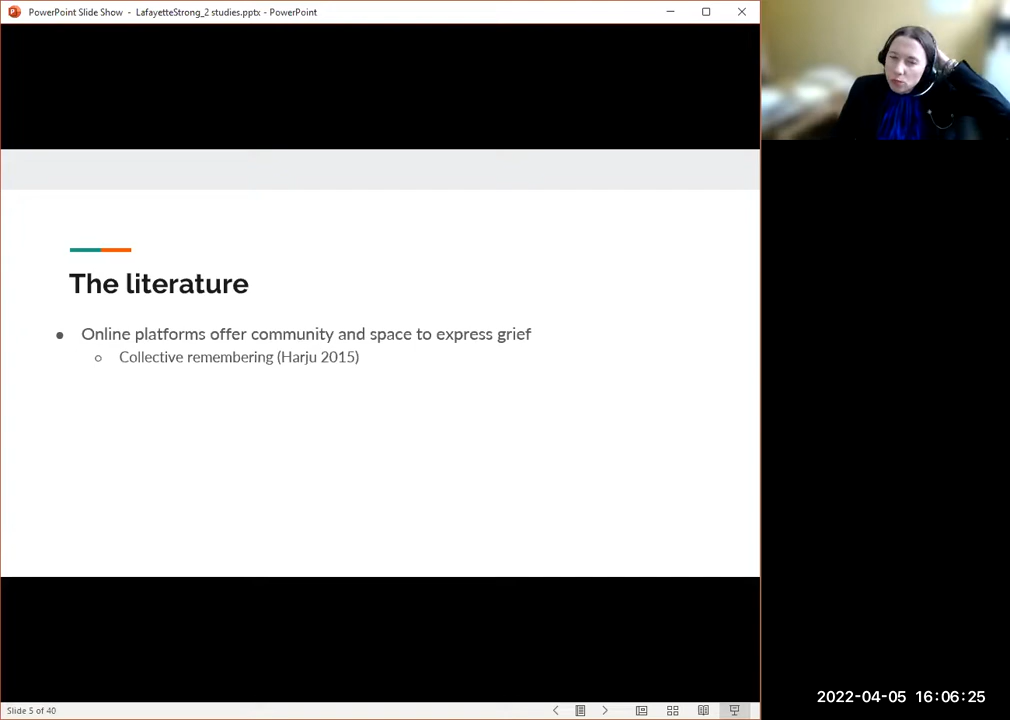 PowerPoint Slide Show - LafayetteStrong_2 studies.pptx - PowerPoint
The literature
● Online platforms offer community and space to express grief
○ Collective remembering (Harju 2015)
Slide 5 of 40
2022-04-05 16:06:25